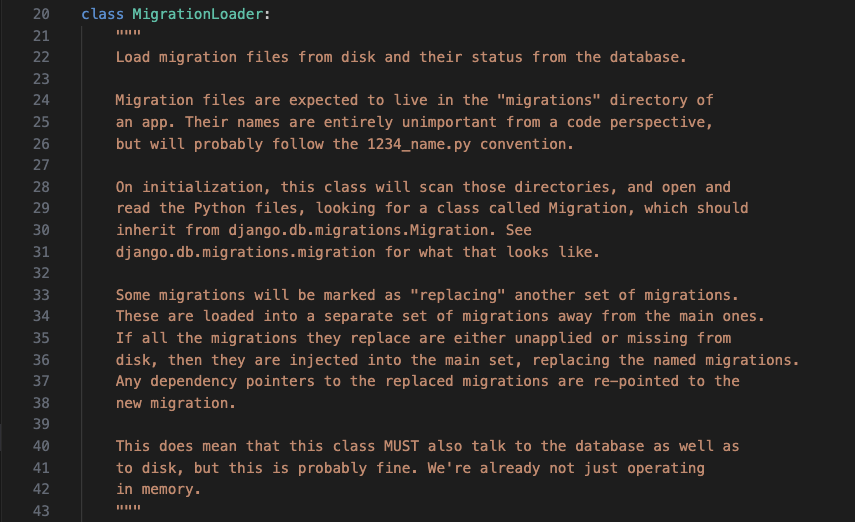 20 class MigrationLoader:
21 """
22 Load migration files from disk and their status from the database.
23
24 Migration files are expected to live in the "migrations" directory of
25 an app. Their names are entirely unimportant from a code perspective,
26 but will probably follow the 1234_name.py convention.
27
28 On initialization, this class will scan those directories, and open and
29 read the Python files, looking for a class called Migration, which should
30 inherit from django.db.migrations.Migration. See
31 django.db.migrations.migration for what that looks like.
32
33 Some migrations will be marked as "replacing" another set of migrations.
34 These are loaded into a separate set of migrations away from the main ones.
35 If all the migrations they replace are either unapplied or missing from
36 disk, then they are injected into the main set, replacing the named migrations.
37 Any dependency pointers to the replaced migrations are re-pointed to the
38 new migration.
39
40 This does mean that this class MUST also talk to the database as well as
41 to disk, but this is probably fine. We're already not just operating
42 in memory.
43 """